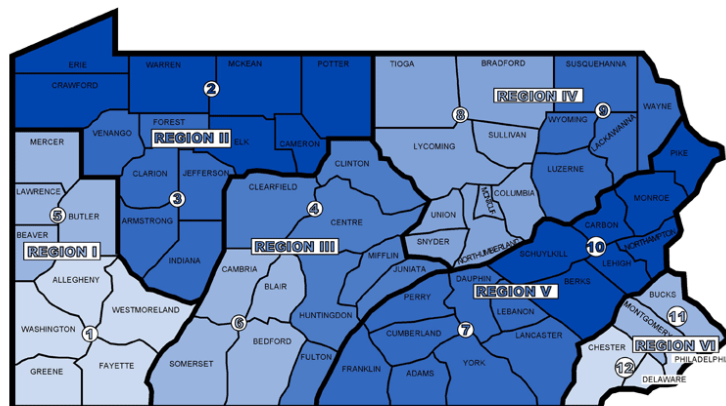 ERIE
WARREN
MCKEAN
POTTER
CRAWFORD
2
FOREST
VENANGO
REGION II
ELK
CAMERON
CLARION
JEFFERSON
3
ARMSTRONG
INDIANA
TIOGA
BRADFORD
SUSQUEHANNA
REGION IV
8
9
WAYNE
WYOMING
LACKAWANNA
SULLIVAN
LYCOMING
LUZERNE
COLUMBIA
UNION
SNYDER
NORTHUMBERLAND
MERCER
LAWRENCE
5
BUTLER
BEAVER
REGION I
ALLEGHENY
WESTMORELAND
WASHINGTON
1
GREENE
FAYETTE
CLINTON
CLEARFIELD
4
CENTRE
REGION III
CAMBRIA
MIFFLIN
JUNIATA
BLAIR
HUNTINGDON
6
SOMERSET
BEDFORD
FULTON
PIKE
MONROE
CARBON
10
NORTHAMPTON
SCHUYLKILL
LEHIGH
BERKS
DAUPHIN
REGION V
PERRY
LEBANON
CUMBERLAND
7
LANCASTER
FRANKLIN
ADAMS
YORK
BUCKS
MONTGOMERY
11
REGION VI
CHESTER
PHILADELPHI
12
DELAWARE